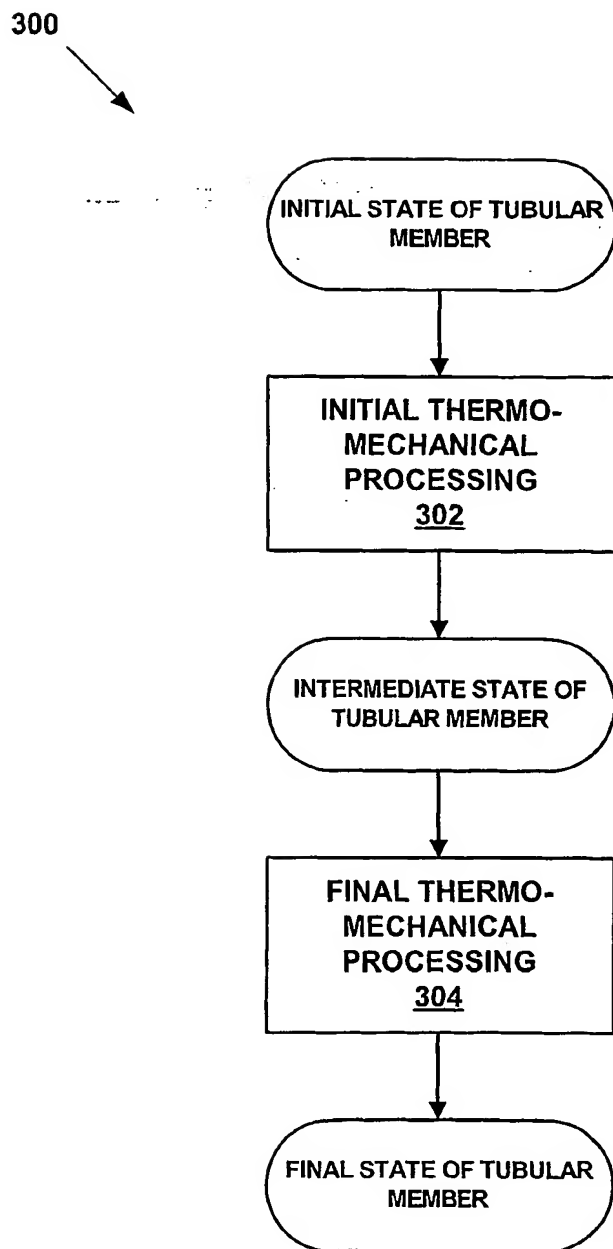 300
INITIAL STATE OF TUBULAR
MEMBER
INITIAL THERMO-
MECHANICAL
PROCESSING
302
INTERMEDIATE STATE OF
TUBULAR MEMBER
FINAL THERMO-
MECHANICAL
PROCESSING
304
FINAL STATE OF TUBULAR
MEMBER